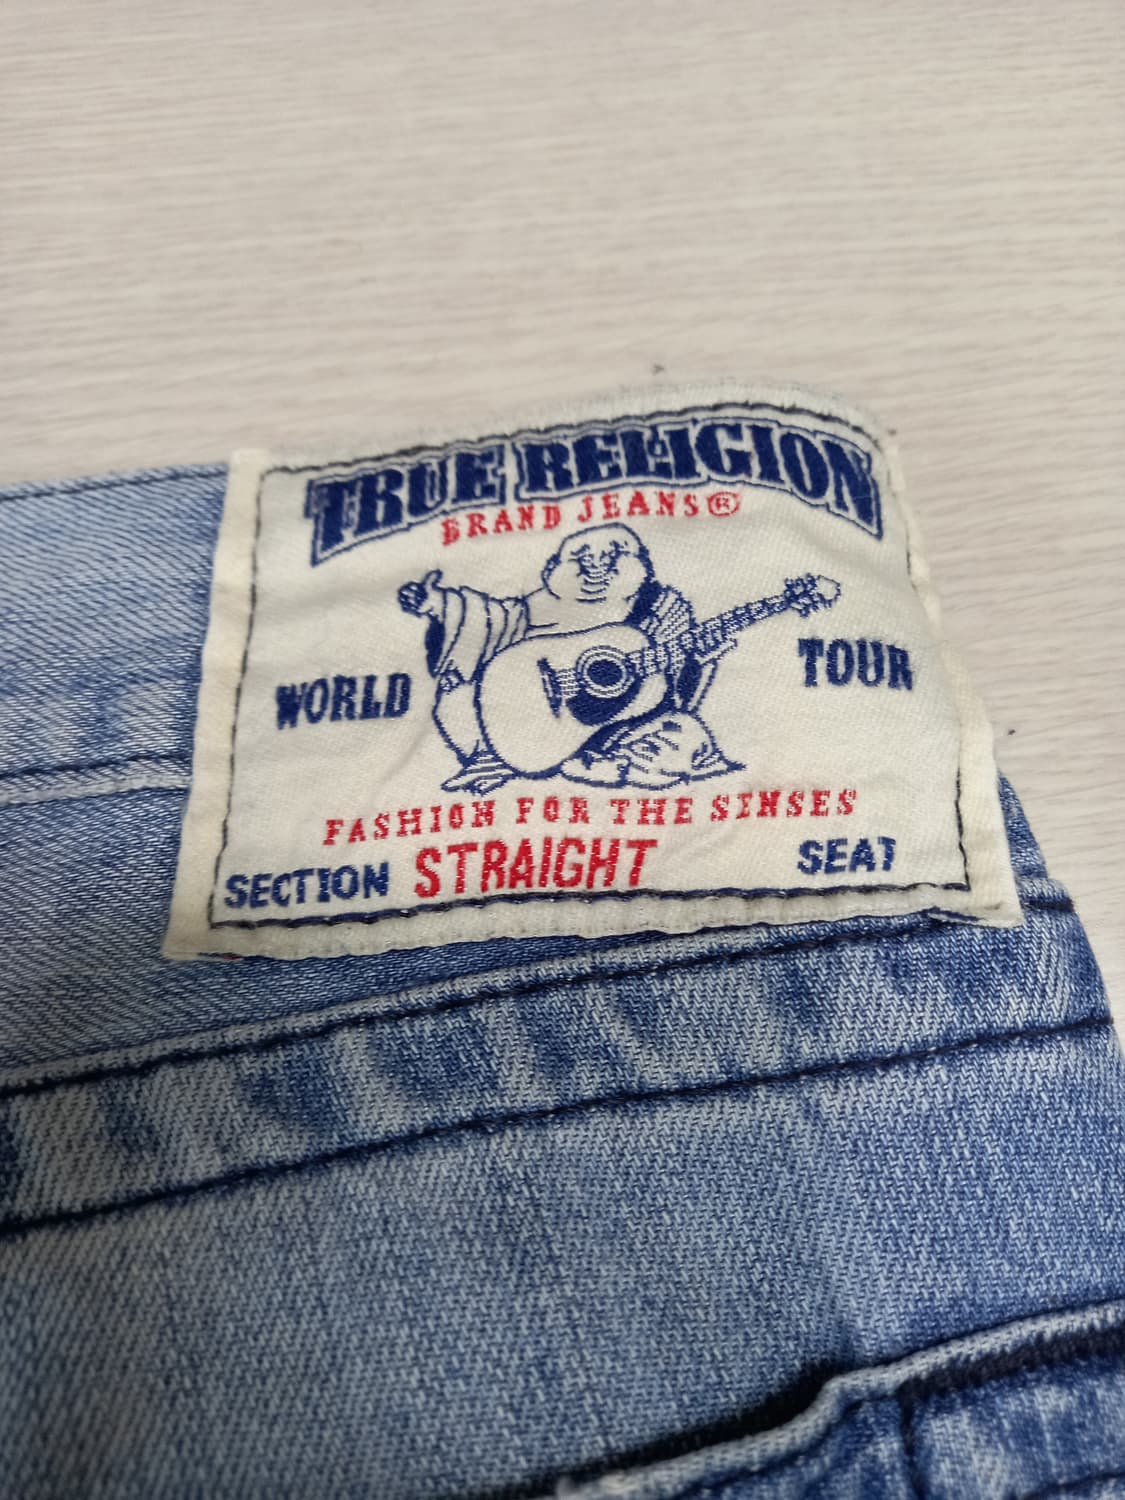 TRUE RELIGION
BRAND JEANS®
WORLD TOUR
FASHION FOR THE SENSES
SECTION STRAIGHT SEAT